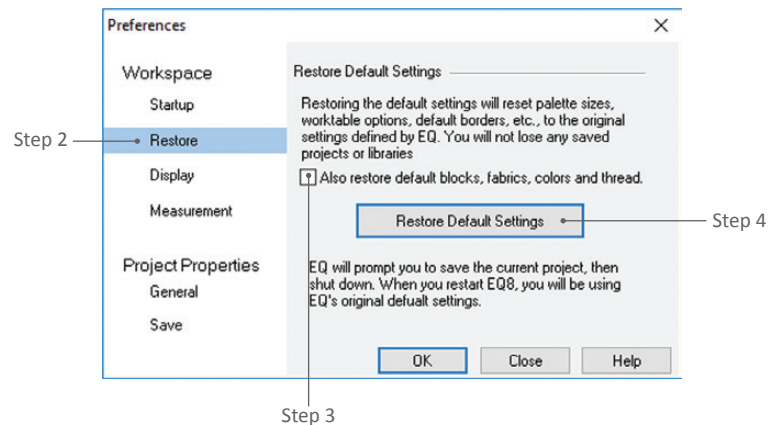 Preferences
Workspace
Startup
Restore
Display
Measurement
Project Properties
General
Save
Restore Default Settings
Restoring the default settings will reset palette sizes,
worktable options, default borders, etc., to the original
settings defined by EQ. You will not lose any saved
projects or libraries
Also restore default blocks, fabrics, colors and thread.
Restore Default Settings
EQ will prompt you to save the current project, then
shut down. When you restart EQ8, you will be using
EQ's original defualt settings.
OK Close Help
Step 2
Step 4
Step 3